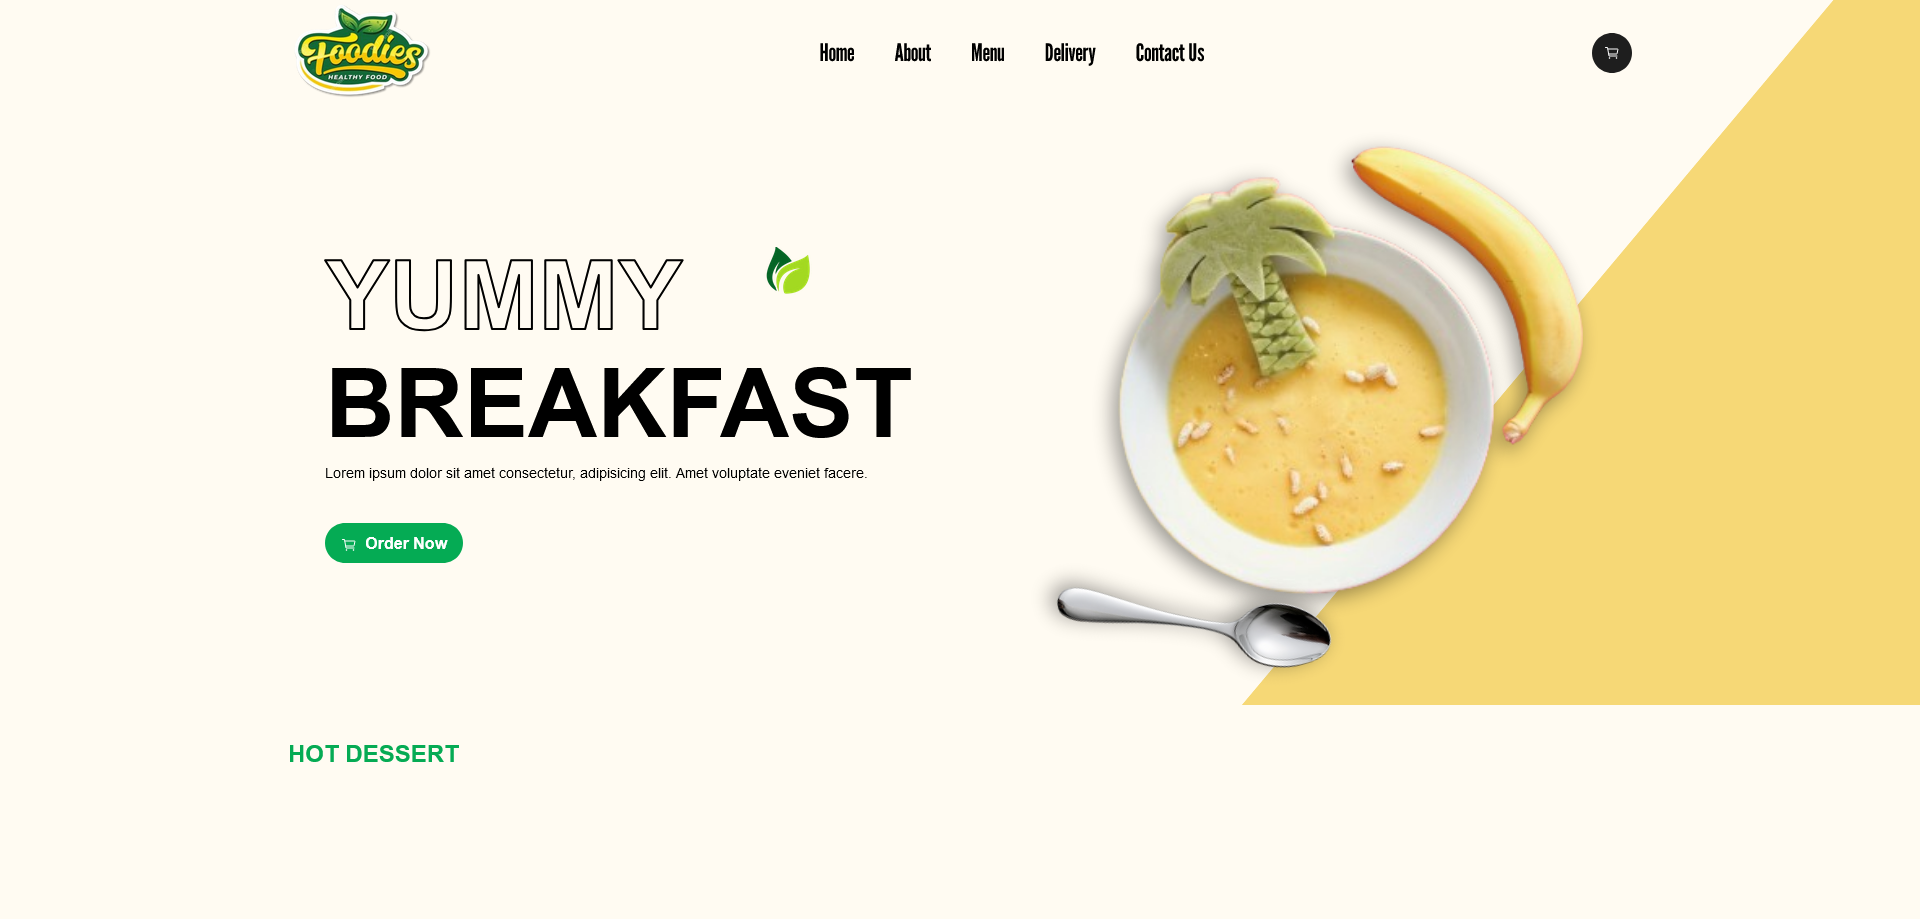 Foodies
HEALTHY FOOD
Home
About
Menu
Delivery
Contact Us
YUMMY
BREAKFAST
Lorem ipsum dolor sit amet consectetur, adipisicing elit. Amet voluptate eveniet facere.
Order Now
HOT DESSERT